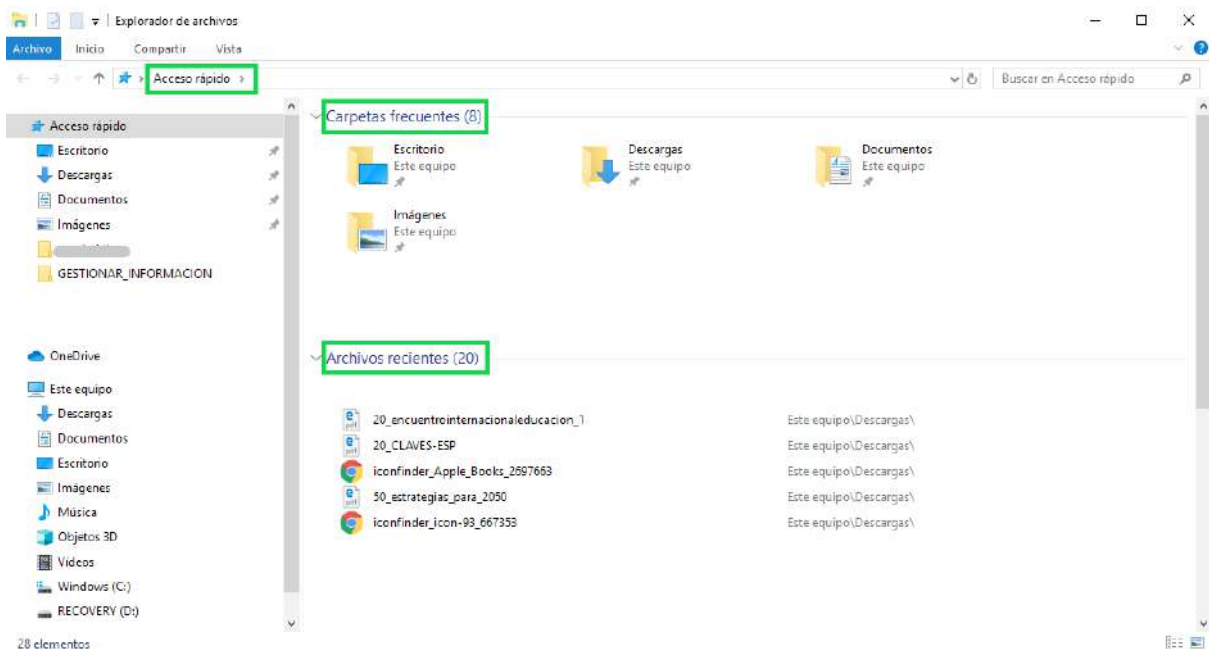 Explorador de archivos
Archivo Inicio Compartir Vista
Acceso rápido
Buscar en Acceso rápido
Acceso rápido
Escritorio
Descargas
Documentos
Imágenes
GESTIONAR_INFORMACION
OneDrive
Este equipo
Descargas
Documentos
Escritorio
Imágenes
Música
Objetos 3D
Vídeos
Windows (C:)
RECOVERY (D:)
Carpetas frecuentes (8)
Escritorio
Este equipo
Descargas
Este equipo
Documentos
Este equipo
Imágenes
Este equipo
Archivos recientes (20)
20_encuentrointernacionaleducacion_1 Este equipo\Descargas\
20_CLAVES-ESP Este equipo\Descargas\
iconfinder_Apple_Books_2697663 Este equipo\Descargas\
50_estrategias_para_2050 Este equipo\Descargas\
iconfinder_icon-93_667353 Este equipo\Descargas\
28 elementos